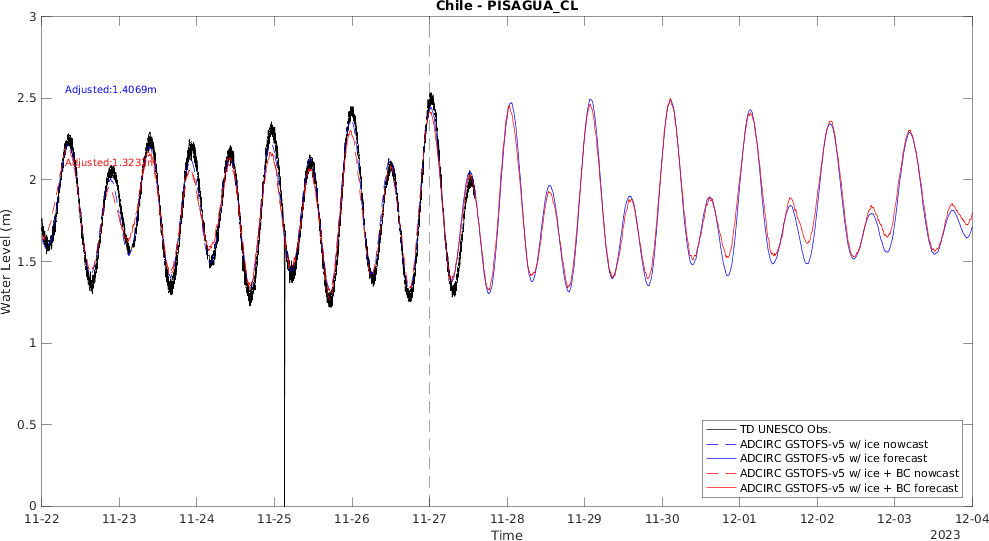 Chile - PISAGUA_CL
3
2.5
2
1.5
1
0.5
0
Water Level (m)
Adjusted:1.4069m
TD UNESCO Obs.
ADCIRC GSTOFS-v5 w/ ice nowcast
ADCIRC GSTOFS-v5 w/ ice forecast
ADCIRC GSTOFS-v5 w/ ice + BC nowcast
ADCIRC GSTOFS-v5 w/ ice + BC forecast
11-22 11-23 11-24 11-25 11-26 11-27 11-28 11-29 11-30 12-01 12-02 12-03 12-04
Time
2023